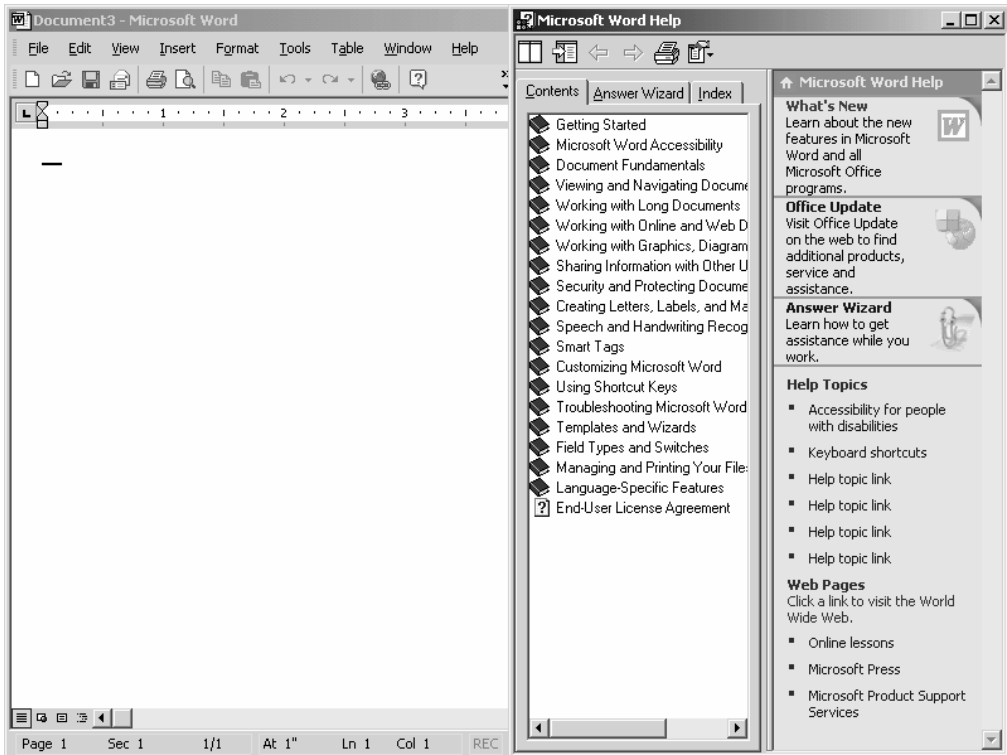 Document3 - Microsoft Word
File Edit View Insert Format Tools Table Window Help
1 2 3
Page 1 Sec 1 1/1 At 1" Ln 1 Col 1 REC
Microsoft Word Help
Contents Answer Wizard Index
Getting Started
Microsoft Word Accessibility
Document Fundamentals
Viewing and Navigating Docume
Working with Long Documents
Working with Online and Web D
Working with Graphics, Diagram
Sharing Information with Other U
Security and Protecting Docume
Creating Letters, Labels, and Ma
Speech and Handwriting Recog
Smart Tags
Customizing Microsoft Word
Using Shortcut Keys
Troubleshooting Microsoft Word
Templates and Wizards
Field Types and Switches
Managing and Printing Your File
Language-Specific Features
End-User License Agreement
Microsoft Word Help
What's New
Learn about the new
features in Microsoft
Word and all
Microsoft Office
programs.
Office Update
Visit Office Update
on the web to find
additional products,
service and
assistance.
Answer Wizard
Learn how to get
assistance while you
work.
Help Topics
Accessibility for people
with disabilities
Keyboard shortcuts
Help topic link
Help topic link
Help topic link
Help topic link
Web Pages
Click a link to visit the World
Wide Web.
Online lessons
Microsoft Press
Microsoft Product Support
Services